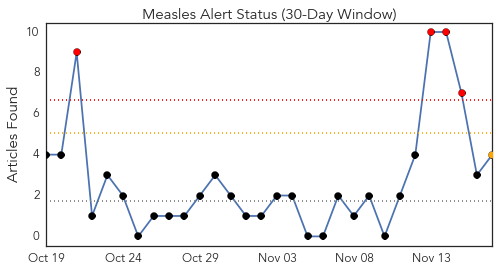 Measles Alert Status (30-Day Window)
Articles Found
10
8
6
4
2
0
Oct 19 Oct 24 Oct 29 Nov 03 Nov 08 Nov 13